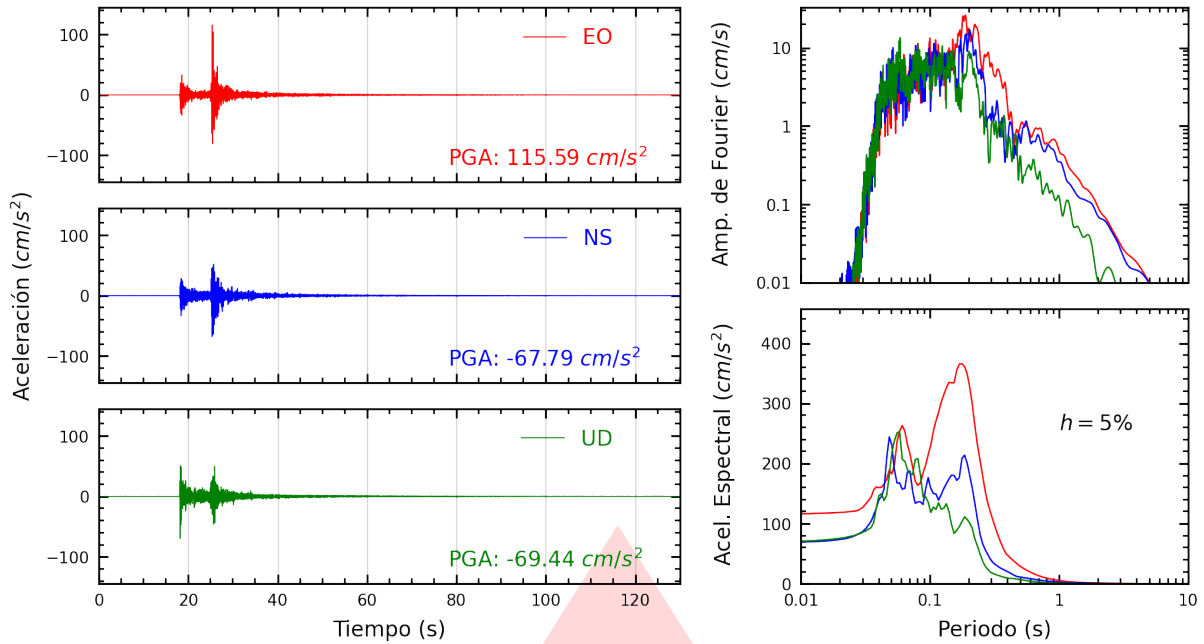 Aceleración (cm/s²)
100
0
−100
EO
PGA: 115.59 cm/s²
100
0
−100
NS
PGA: -67.79 cm/s²
100
0
−100
UD
PGA: -69.44 cm/s²
0 20 40 60 80 100 120
Tiempo (s)
Amp. de Fourier (cm/s)
10
1
0.1
0.01
Acel. Espectral (cm/s²)
400
300
200
100
0
h = 5%
0.01 0.1 1 10
Periodo (s)